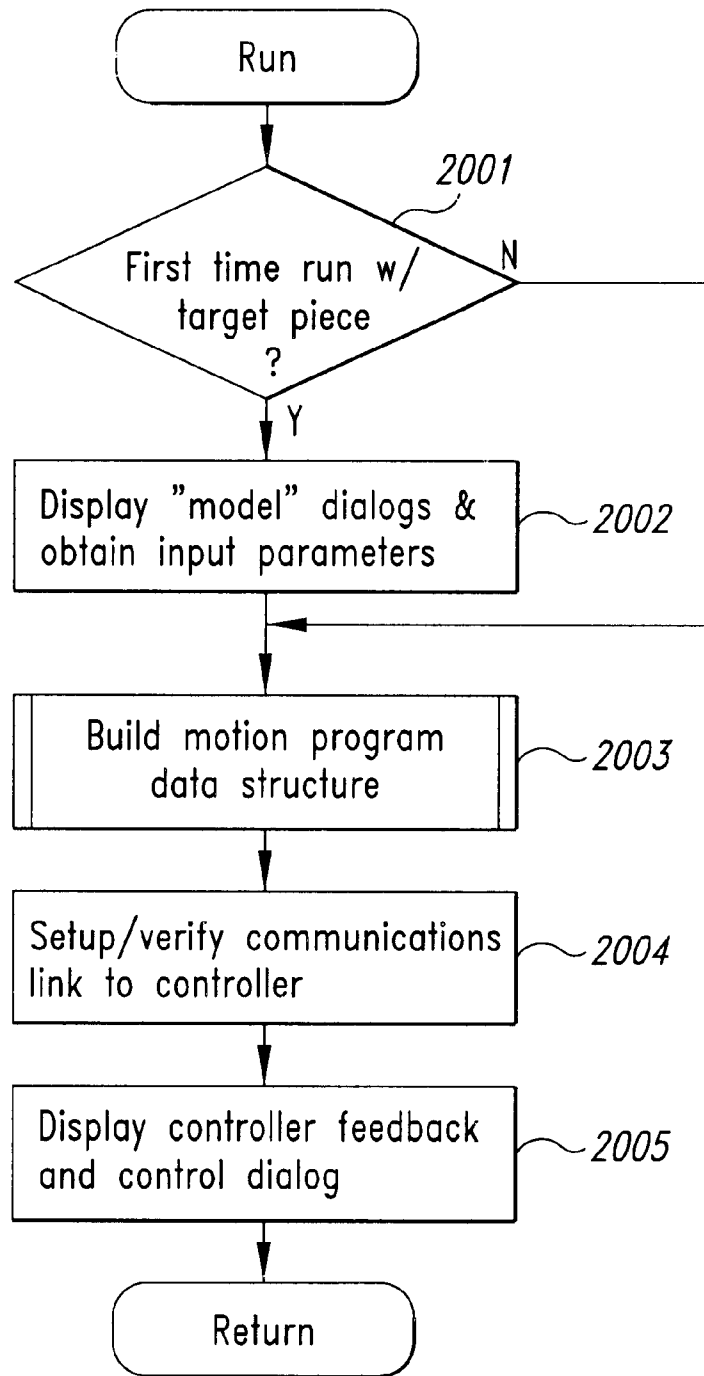 Run
2001
First time run w/
target piece
?
N
Y
Display "model" dialogs &
obtain input parameters
2002
Build motion program
data structure
2003
Setup/verify communications
link to controller
2004
Display controller feedback
and control dialog
2005
Return